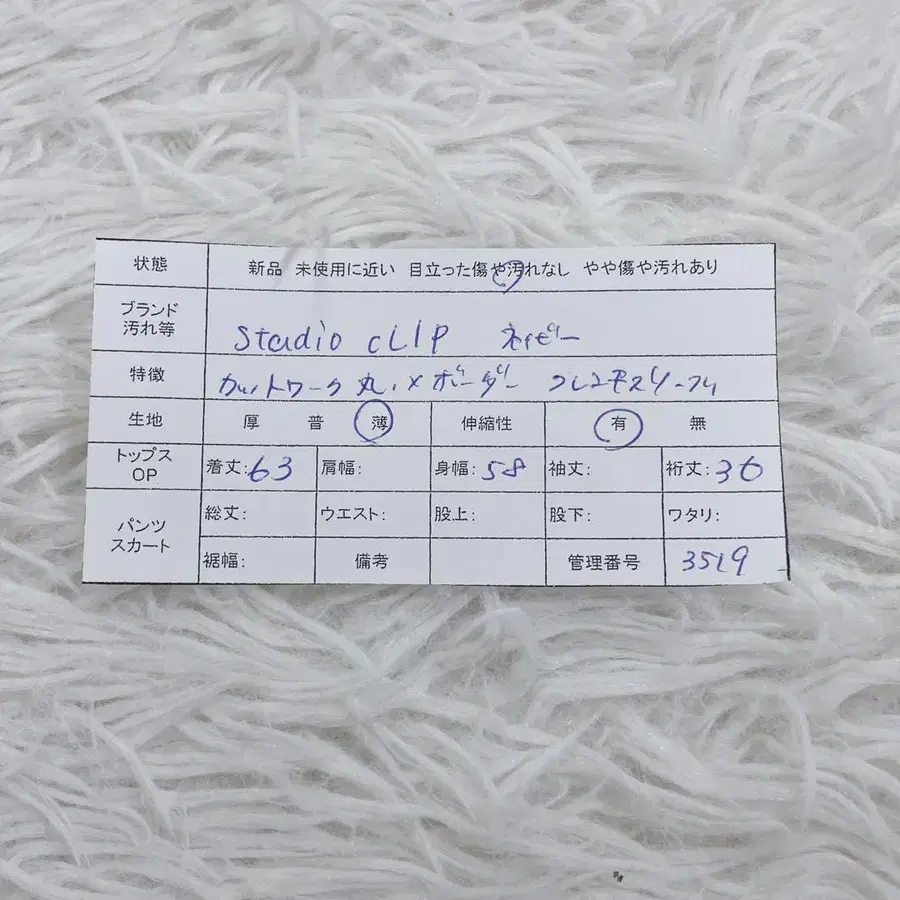 状態 新品 未使用に近い 目立った傷や汚れなし やや傷や汚れあり
ブランド
汚れ等
Studio CLIP ネイビー
特徴 カットワーク 丸、× ボーダー フレンチスリーブ
生地 厚 普 薄 伸縮性 有 無
トップス
OP
着丈:63 肩幅: 身幅:58 袖丈: 裄丈:36
パンツ
スカート
総丈: ウエスト: 股上: 股下: ワタリ:
裾幅: 備考 管理番号 3519